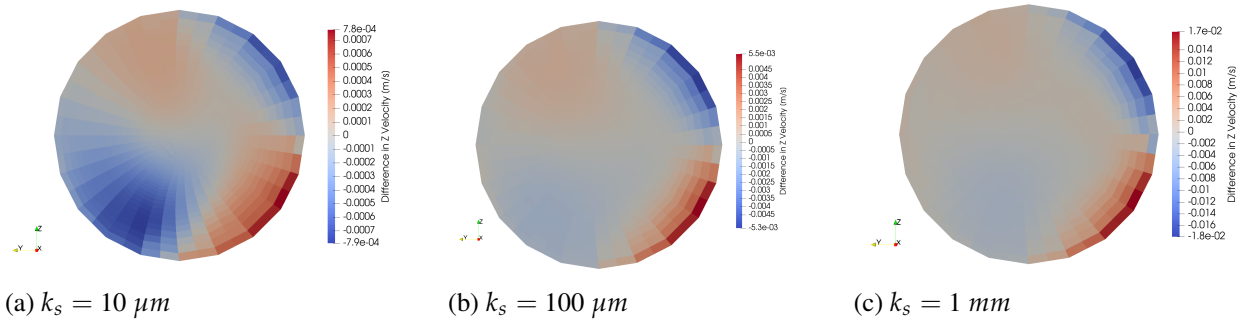 7.8e-04
0.0007
0.0006
0.0005
0.0004
0.0003
0.0002
0.0001
0
-0.0001
-0.0002
-0.0003
-0.0004
-0.0005
-0.0006
-0.0007
-7.9e-04
Difference in Z Velocity (m/s)
Z
Y
X
(a) k_s = 10 μm
5.5e-03
0.0045
0.004
0.0035
0.003
0.0025
0.002
0.0015
0.001
0.0005
0
-0.0005
-0.001
-0.0015
-0.002
-0.0025
-0.003
-0.0035
-0.004
-0.0045
-5.3e-03
Difference in Z Velocity (m/s)
Z
Y
X
(b) k_s = 100 μm
1.7e-02
0.014
0.012
0.01
0.008
0.006
0.004
0.002
0
-0.002
-0.004
-0.006
-0.008
-0.01
-0.012
-0.014
-0.016
-1.8e-02
Difference in Z Velocity (m/s)
Z
Y
X
(c) k_s = 1 mm